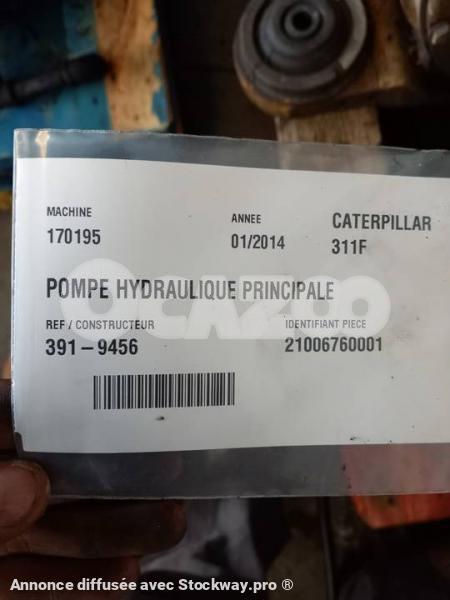 MACHINE
ANNEE
CATERPILLAR
170195
01/2014
311F
POMPE HYDRAULIQUE PRINCIPALE
OCAZOO
REF / CONSTRUCTEUR
IDENTIFIANT PIECE
391-9456
21006760001
Annonce diffusée avec Stockway.pro ®